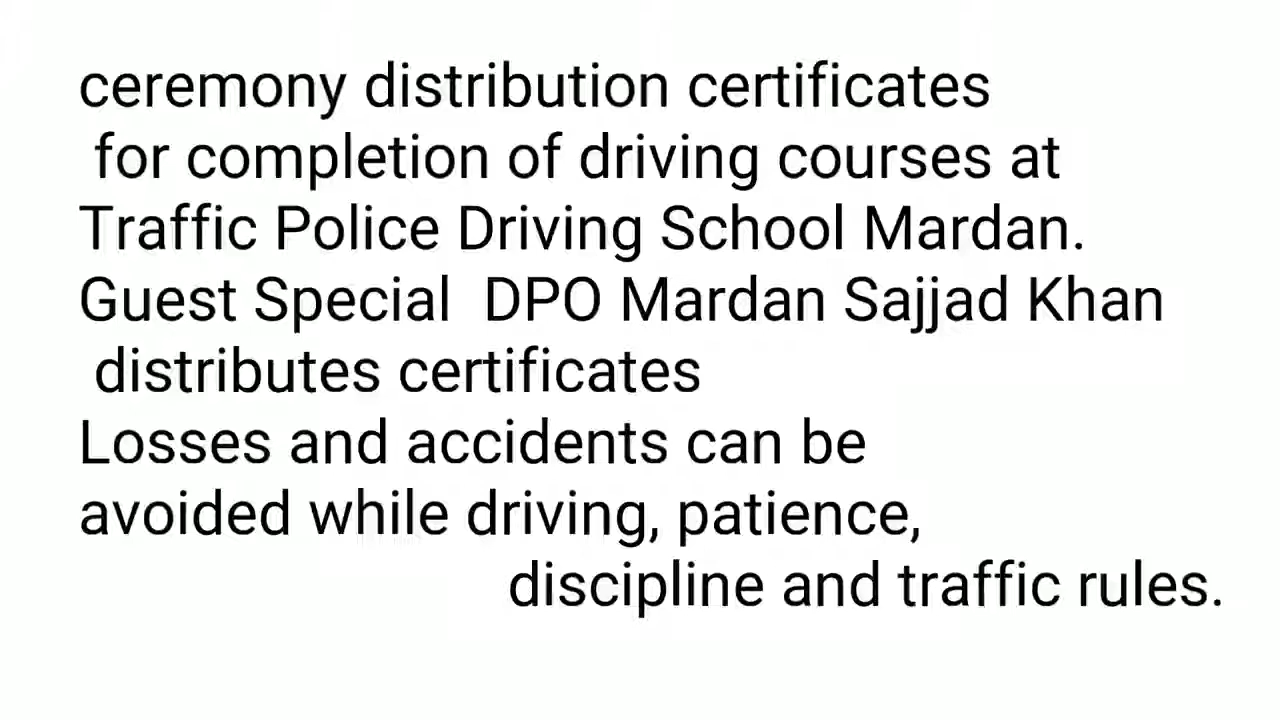 ceremony distribution certificates
for completion of driving courses at
Traffic Police Driving School Mardan.
Guest Special DPO Mardan Sajjad Khan
distributes certificates
Losses and accidents can be
avoided while driving, patience,
discipline and traffic rules.